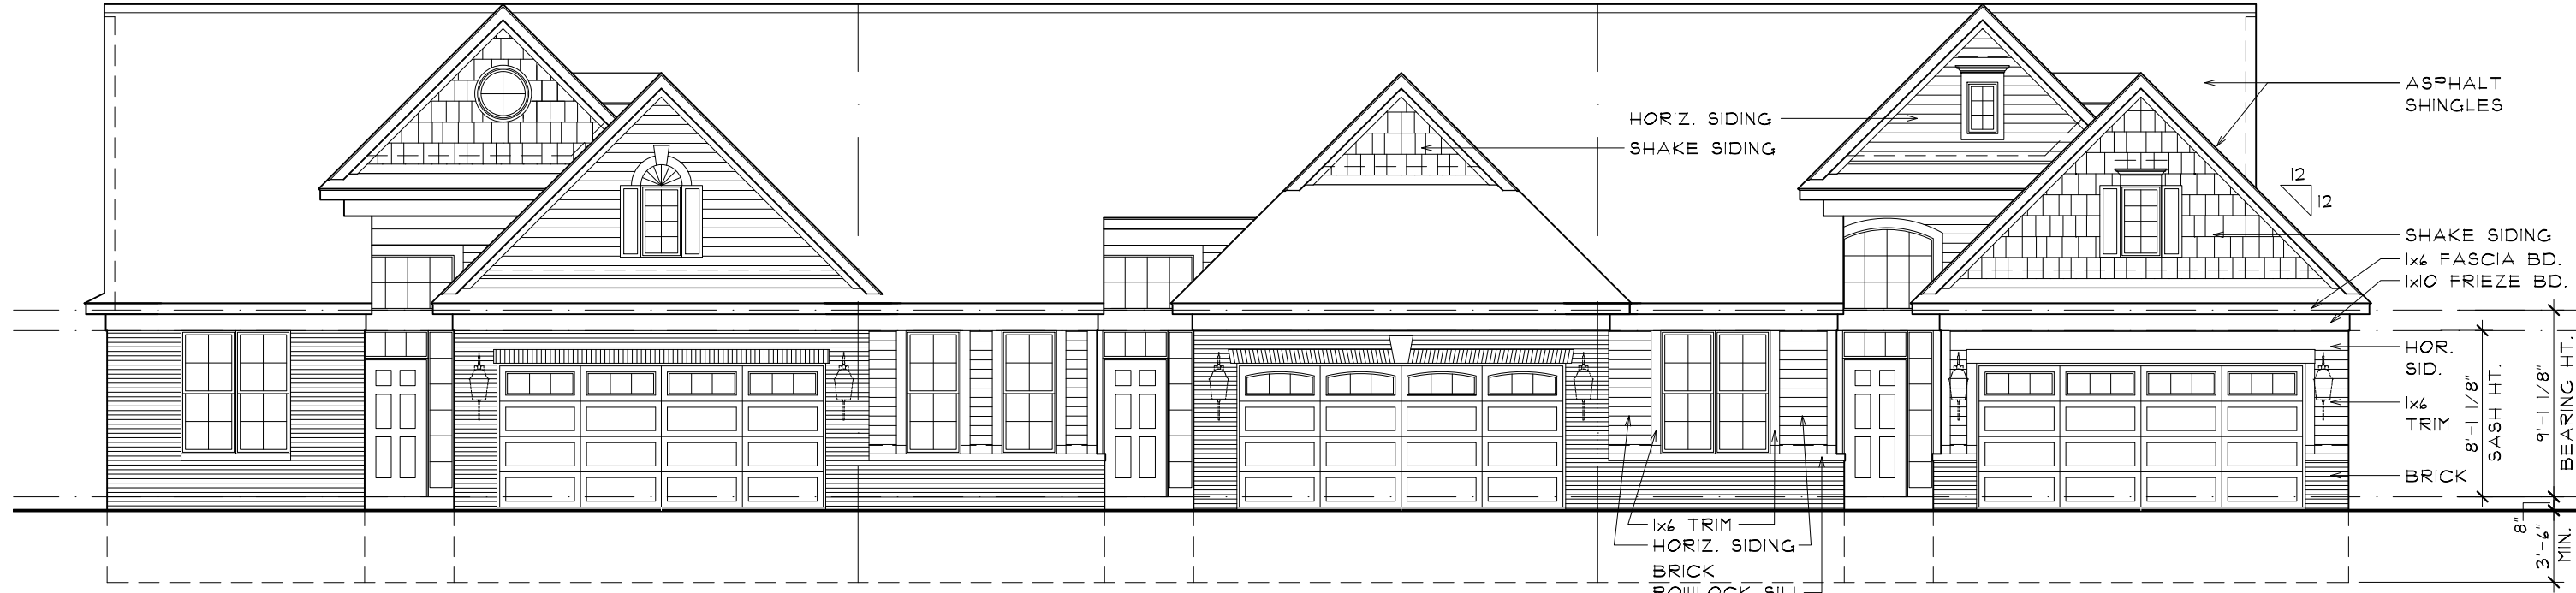 HORIZ. SIDING
SHAKE SIDING
ASPHALT
SHINGLES
12
12
SHAKE SIDING
1x6 FASCIA BD.
1x10 FRIEZE BD.
HOR.
SID.
1x6
TRIM
BRICK
8'-1 1/8"
SASH HT.
9'-1 1/8"
BEARING HT.
8"
3'-6"
MIN.
1x6 TRIM
HORIZ. SIDING
BRICK
ROWLOCK SILL